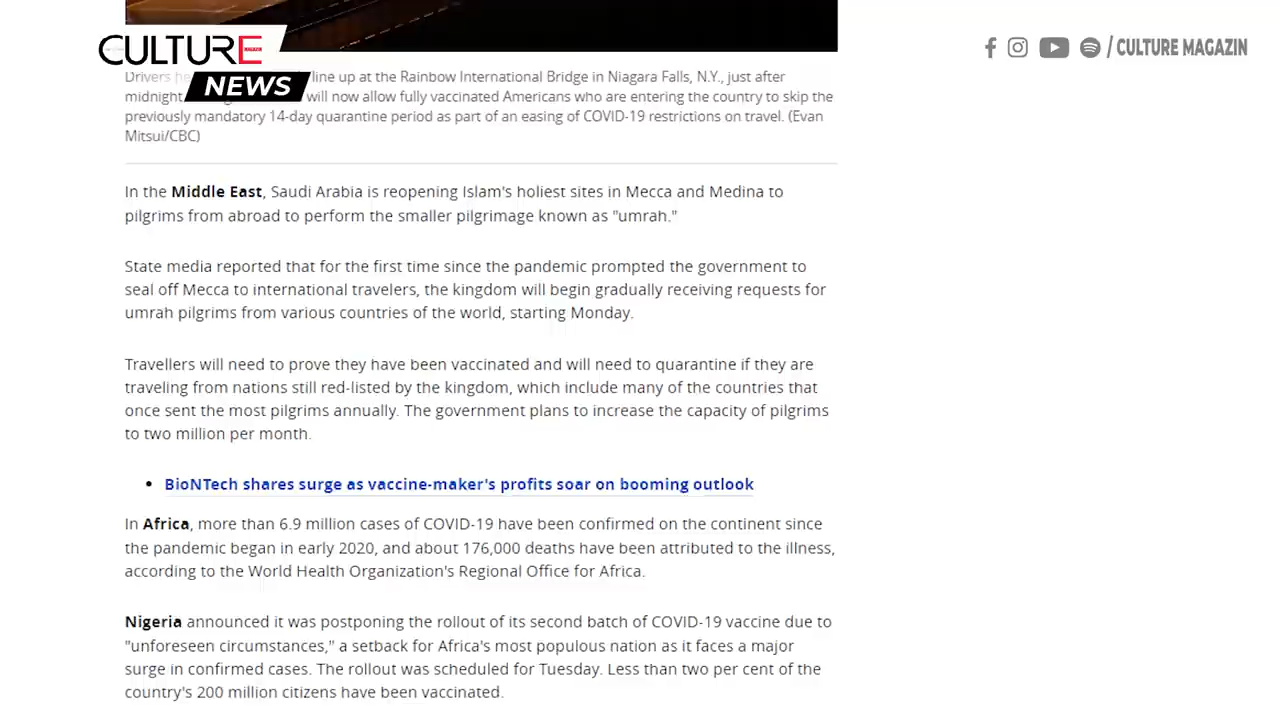 CULTURE
NEWS
/ CULTURE MAGAZIN
Drivers line up at the Rainbow International Bridge in Niagara Falls, N.Y., just after
midnight will now allow fully vaccinated Americans who are entering the country to skip the
previously mandatory 14-day quarantine period as part of an easing of COVID-19 restrictions on travel. (Evan
Mitsui/CBC)
In the Middle East, Saudi Arabia is reopening Islam's holiest sites in Mecca and Medina to
pilgrims from abroad to perform the smaller pilgrimage known as "umrah."
State media reported that for the first time since the pandemic prompted the government to
seal off Mecca to international travelers, the kingdom will begin gradually receiving requests for
umrah pilgrims from various countries of the world, starting Monday.
Travellers will need to prove they have been vaccinated and will need to quarantine if they are
traveling from nations still red-listed by the kingdom, which include many of the countries that
once sent the most pilgrims annually. The government plans to increase the capacity of pilgrims
to two million per month.
• BioNTech shares surge as vaccine-maker's profits soar on booming outlook
In Africa, more than 6.9 million cases of COVID-19 have been confirmed on the continent since
the pandemic began in early 2020, and about 176,000 deaths have been attributed to the illness,
according to the World Health Organization's Regional Office for Africa.
Nigeria announced it was postponing the rollout of its second batch of COVID-19 vaccine due to
"unforeseen circumstances," a setback for Africa's most populous nation as it faces a major
surge in confirmed cases. The rollout was scheduled for Tuesday. Less than two per cent of the
country's 200 million citizens have been vaccinated.